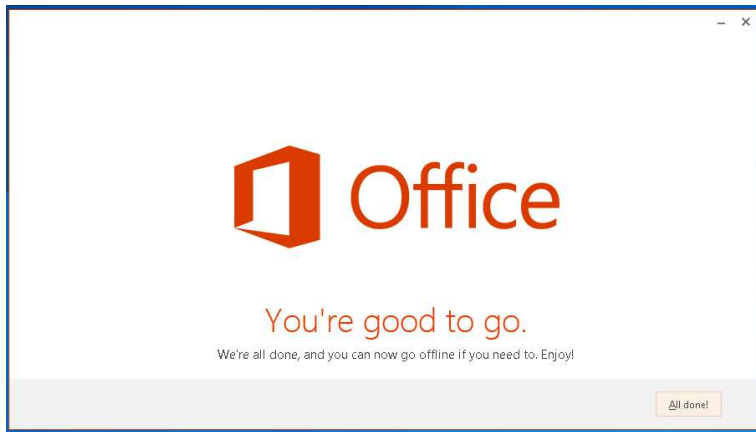 Office
You're good to go.
We're all done, and you can now go offline if you need to. Enjoy!
All done!